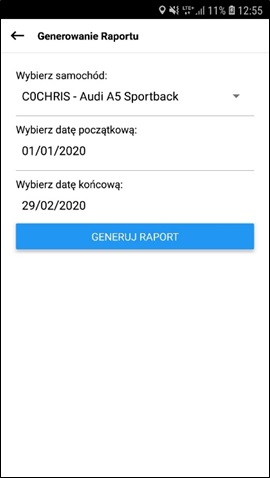 LTE+ 11% 12:55
Generowanie Raportu
Wybierz samochód:
C0CHRIS - Audi A5 Sportback
Wybierz datę początkową:
01/01/2020
Wybierz datę końcową:
29/02/2020
GENERUJ RAPORT